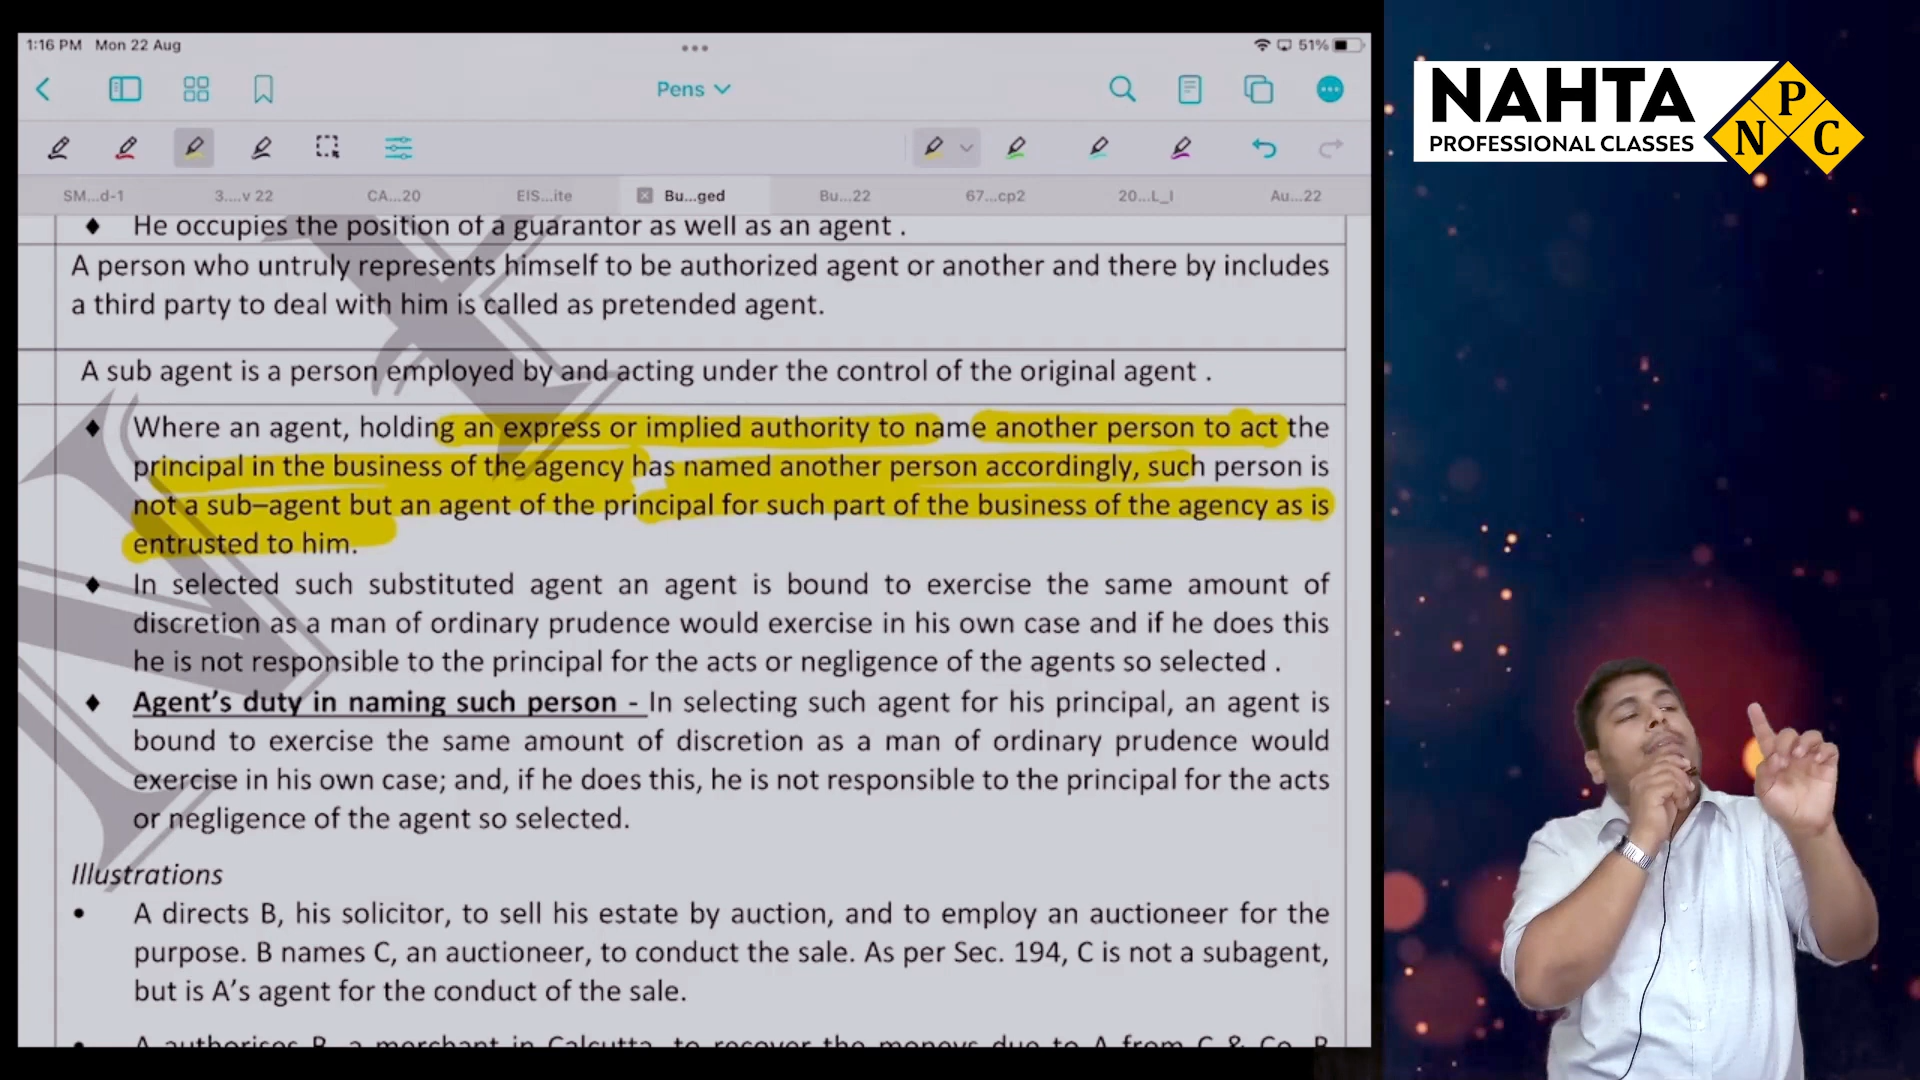 1:16 PM Mon 22 Aug
51%
Pens
SM...d-1
3....v 22
CA...20
EIS...ite
Bu...ged
Bu...22
67...cp2
20...L_I
Au...22
♦ He occupies the position of a guarantor as well as an agent .
A person who untruly represents himself to be authorized agent or another and there by includes
a third party to deal with him is called as pretended agent.
A sub agent is a person employed by and acting under the control of the original agent .
♦ Where an agent, holding an express or implied authority to name another person to act the
principal in the business of the agency has named another person accordingly, such person is
not a sub–agent but an agent of the principal for such part of the business of the agency as is
entrusted to him.
♦ In selected such substituted agent an agent is bound to exercise the same amount of
discretion as a man of ordinary prudence would exercise in his own case and if he does this
he is not responsible to the principal for the acts or negligence of the agents so selected .
♦ Agent’s duty in naming such person - In selecting such agent for his principal, an agent is
bound to exercise the same amount of discretion as a man of ordinary prudence would
exercise in his own case; and, if he does this, he is not responsible to the principal for the acts
or negligence of the agent so selected.
Illustrations
• A directs B, his solicitor, to sell his estate by auction, and to employ an auctioneer for the
purpose. B names C, an auctioneer, to conduct the sale. As per Sec. 194, C is not a subagent,
but is A’s agent for the conduct of the sale.
• A authorises B, a merchant in Calcutta, to recover the moneys due to A from C & Co. B
NAHTA
PROFESSIONAL CLASSES
N P C